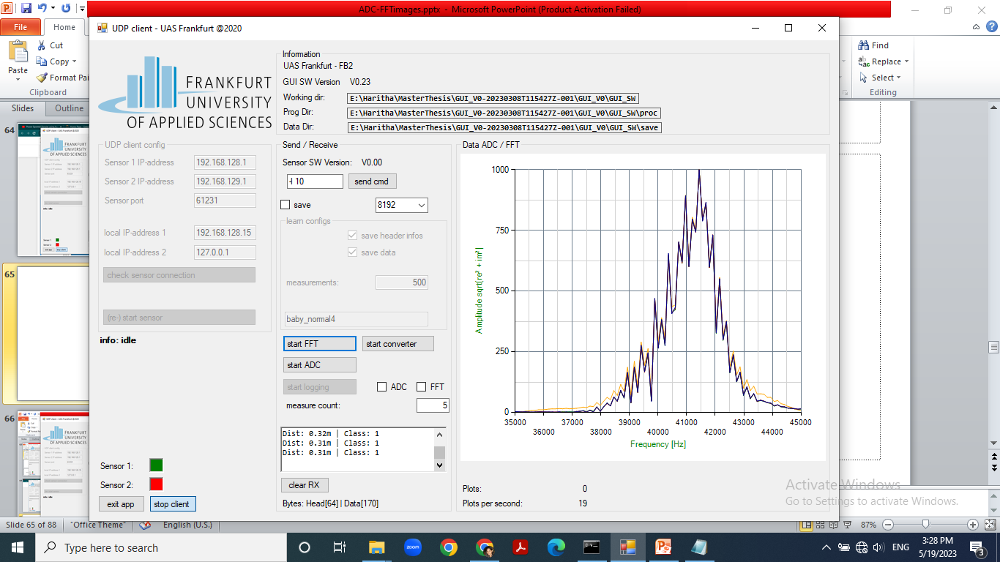 ADC-FFTimages.pptx - Microsoft PowerPoint (Product Activation Failed)
File
Home
UDP client - UAS Frankfurt @2020
Paste
Cut
Copy
Format Pai
Clipboard
Find
Replace
Select
Editing
Slides
Outline
64
65
66
FRANKFURT
UNIVERSITY
OF APPLIED SCIENCES
Information
UAS Frankfurt - FB2
GUI SW Version V0.23
Working dir: E:\Haritha\MasterThesis\GUI_V0-20230308T115427Z-001\GUI_V0\GUI_SW
Prog Dir: E:\Haritha\MasterThesis\GUI_V0-20230308T115427Z-001\GUI_V0\GUI_SW\proc
Data Dir: E:\Haritha\MasterThesis\GUI_V0-20230308T115427Z-001\GUI_V0\GUI_SW\save
UDP client config
Sensor 1 IP-address 192.168.128.1
Sensor 2 IP-address 192.168.129.1
Sensor port 61231
local IP-address 1 192.168.128.15
local IP-address 2 127.0.0.1
check sensor connection
(re-) start sensor
info: idle
Sensor 1:
Sensor 2:
exit app stop client
Send / Receive
Sensor SW Version: V0.00
-l 10 send cmd
save 8192
learn configs
save header infos
save data
measurements: 500
baby_normal4
start FFT start converter
start ADC
start logging ADC FFT
measure count: 5
Dist: 0.32m | Class: 1
Dist: 0.31m | Class: 1
Dist: 0.31m | Class: 1
clear RX
Bytes: Head[64] | Data[170]
Data ADC / FFT
1000
750
500
250
0
Amplitude sqrt(re² + im²)
35000 37000 39000 41000 43000 45000
36000 38000 40000 42000 44000
Frequency [Hz]
Plots: 0
Plots per second: 19
Activate Windows
Go to Settings to activate Windows.
Slide 65 of 88 "Office Theme" English (U.S.) 87%
Type here to search
zoom
ENG
3:28 PM
5/19/2023
3